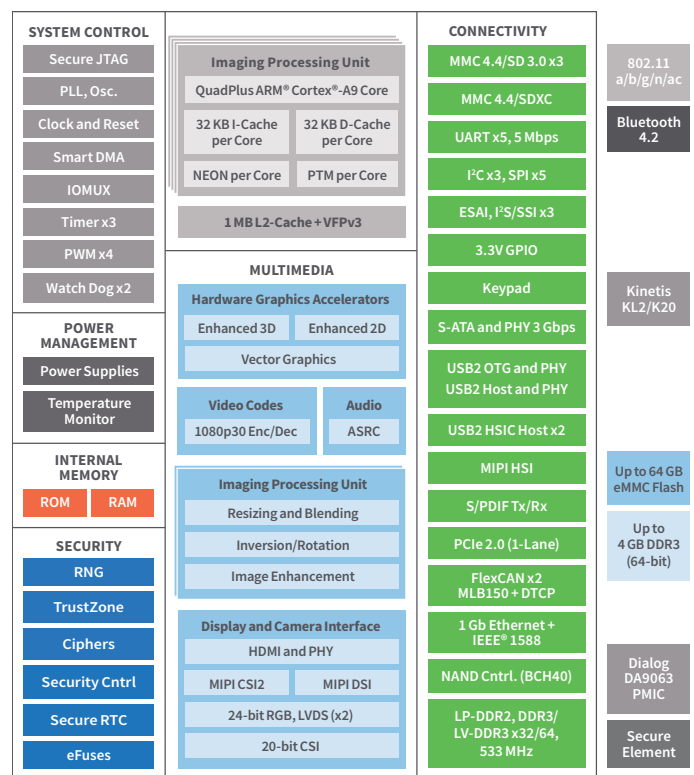 SYSTEM CONTROL
Secure JTAG
PLL, Osc.
Clock and Reset
Smart DMA
IOMUX
Timer x3
PWM x4
Watch Dog x2
POWER
MANAGEMENT
Power Supplies
Temperature
Monitor
INTERNAL
MEMORY
ROM
RAM
SECURITY
RNG
TrustZone
Ciphers
Security Cntrl
Secure RTC
eFuses
Imaging Processing Unit
QuadPlus ARM® Cortex®-A9 Core
32 KB I-Cache
per Core
32 KB D-Cache
per Core
NEON per Core
PTM per Core
1 MB L2-Cache + VFPv3
MULTIMEDIA
Hardware Graphics Accelerators
Enhanced 3D
Enhanced 2D
Vector Graphics
Video Codes
1080p30 Enc/Dec
Audio
ASRC
Imaging Processing Unit
Resizing and Blending
Inversion/Rotation
Image Enhancement
Display and Camera Interface
HDMI and PHY
MIPI CSI2
MIPI DSI
24-bit RGB, LVDS (x2)
20-bit CSI
CONNECTIVITY
MMC 4.4/SD 3.0 x3
MMC 4.4/SDXC
UART x5, 5 Mbps
I²C x3, SPI x5
ESAI, I²S/SSI x3
3.3V GPIO
Keypad
S-ATA and PHY 3 Gbps
USB2 OTG and PHY
USB2 Host and PHY
USB2 HSIC Host x2
MIPI HSI
S/PDIF Tx/Rx
PCIe 2.0 (1-Lane)
FlexCAN x2
MLB150 + DTCP
1 Gb Ethernet +
IEEE® 1588
NAND Cntrl. (BCH40)
LP-DDR2, DDR3/
LV-DDR3 x32/64,
533 MHz
802.11
a/b/g/n/ac
Bluetooth
4.2
Kinetis
KL2/K20
Up to 64 GB
eMMC Flash
Up to
4 GB DDR3
(64-bit)
Dialog
DA9063
PMIC
Secure
Element